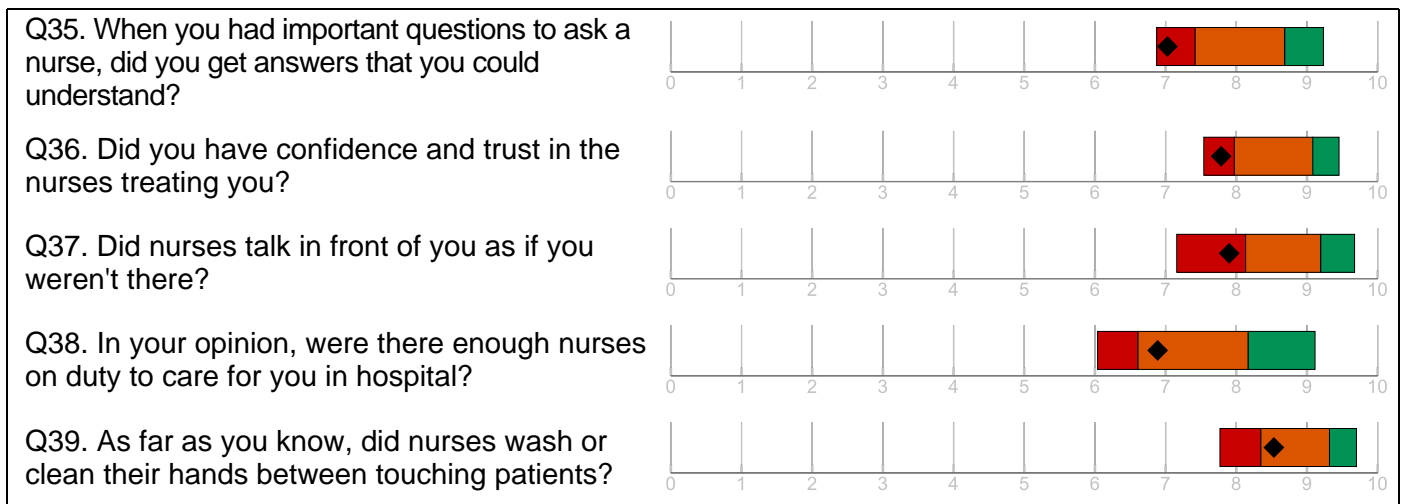 Q35. When you had important questions to ask a
nurse, did you get answers that you could
understand?
0 1 2 3 4 5 6 7 8 9 10
Q36. Did you have confidence and trust in the
nurses treating you?
0 1 2 3 4 5 6 7 8 9 10
Q37. Did nurses talk in front of you as if you
weren't there?
0 1 2 3 4 5 6 7 8 9 10
Q38. In your opinion, were there enough nurses
on duty to care for you in hospital?
0 1 2 3 4 5 6 7 8 9 10
Q39. As far as you know, did nurses wash or
clean their hands between touching patients?
0 1 2 3 4 5 6 7 8 9 10